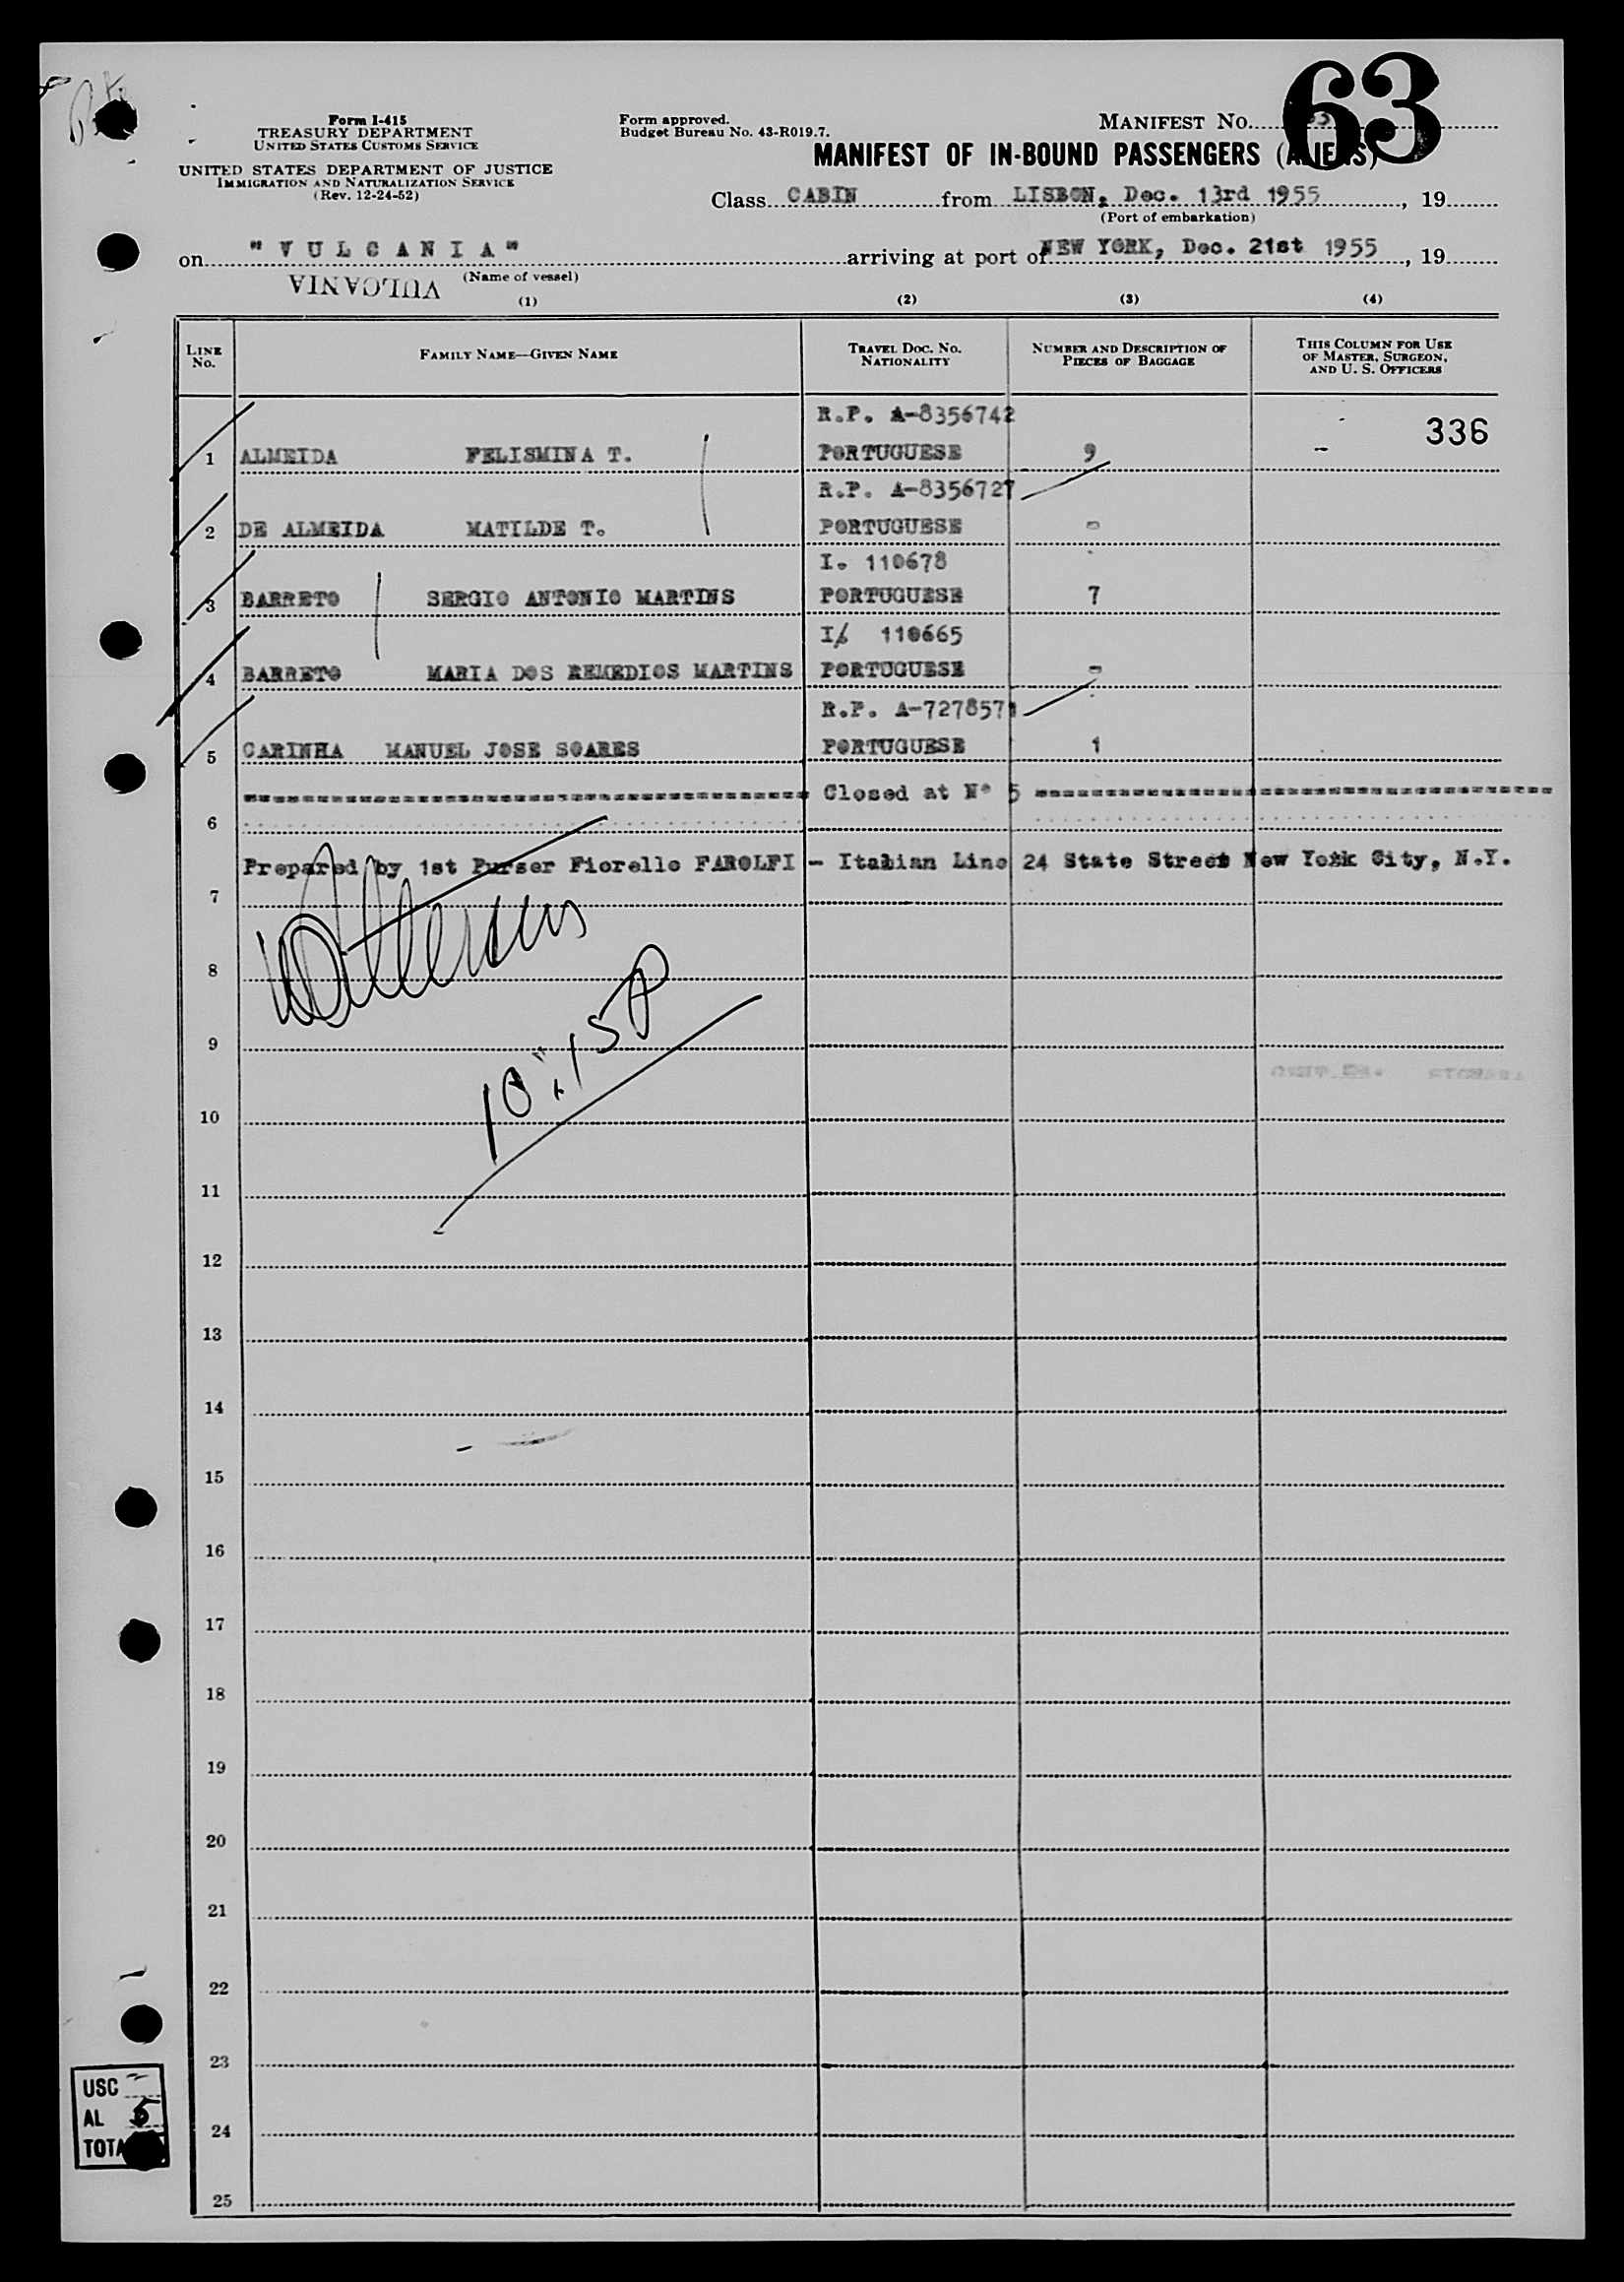 63
Form I-415
TREASURY DEPARTMENT
UNITED STATES CUSTOMS SERVICE
UNITED STATES DEPARTMENT OF JUSTICE
IMMIGRATION AND NATURALIZATION SERVICE
(Rev. 12-24-52)
Form approved.
Budget Bureau No. 43-R019.7.
MANIFEST No.
MANIFEST OF IN-BOUND PASSENGERS (ALIENS)
Class CABIN from LISBON, Dec. 13rd 1955, 19
(Port of embarkation)
on "VULCANIA" arriving at port of NEW YORK, Dec. 21st 1955, 19
(Name of vessel)
VULCANIA
(1) (2) (3) (4)
LINE No. FAMILY NAME—GIVEN NAME TRAVEL DOC. NO. NATIONALITY NUMBER AND DESCRIPTION OF PIECES OF BAGGAGE THIS COLUMN FOR USE OF MASTER, SURGEON, AND U. S. OFFICERS
R.P. A-8356742
336
1 ALMEIDA FELISMINA T. PORTUGUESE 9
R.P. A-8356727
2 DE ALMEIDA MATILDE T. PORTUGUESE -
I. 110678
3 BARRETO SERGIO ANTONIO MARTINS PORTUGUESE 7
I/ 110665
4 BARRETO MARIA DOS REMEDIOS MARTINS PORTUGUESE -
R.P. A-7278571
5 CARINHA MANUEL JOSE SOARES PORTUGUESE 1
Closed at N° 5
6
Prepared by 1st Purser Fiorello FAROLFI - Italian Line 24 State Street New York City, N.Y.
7
8
9
10
11
12
13
14
15
16
17
18
19
20
21
22
23
24
25
USC -
AL 5
TOTA